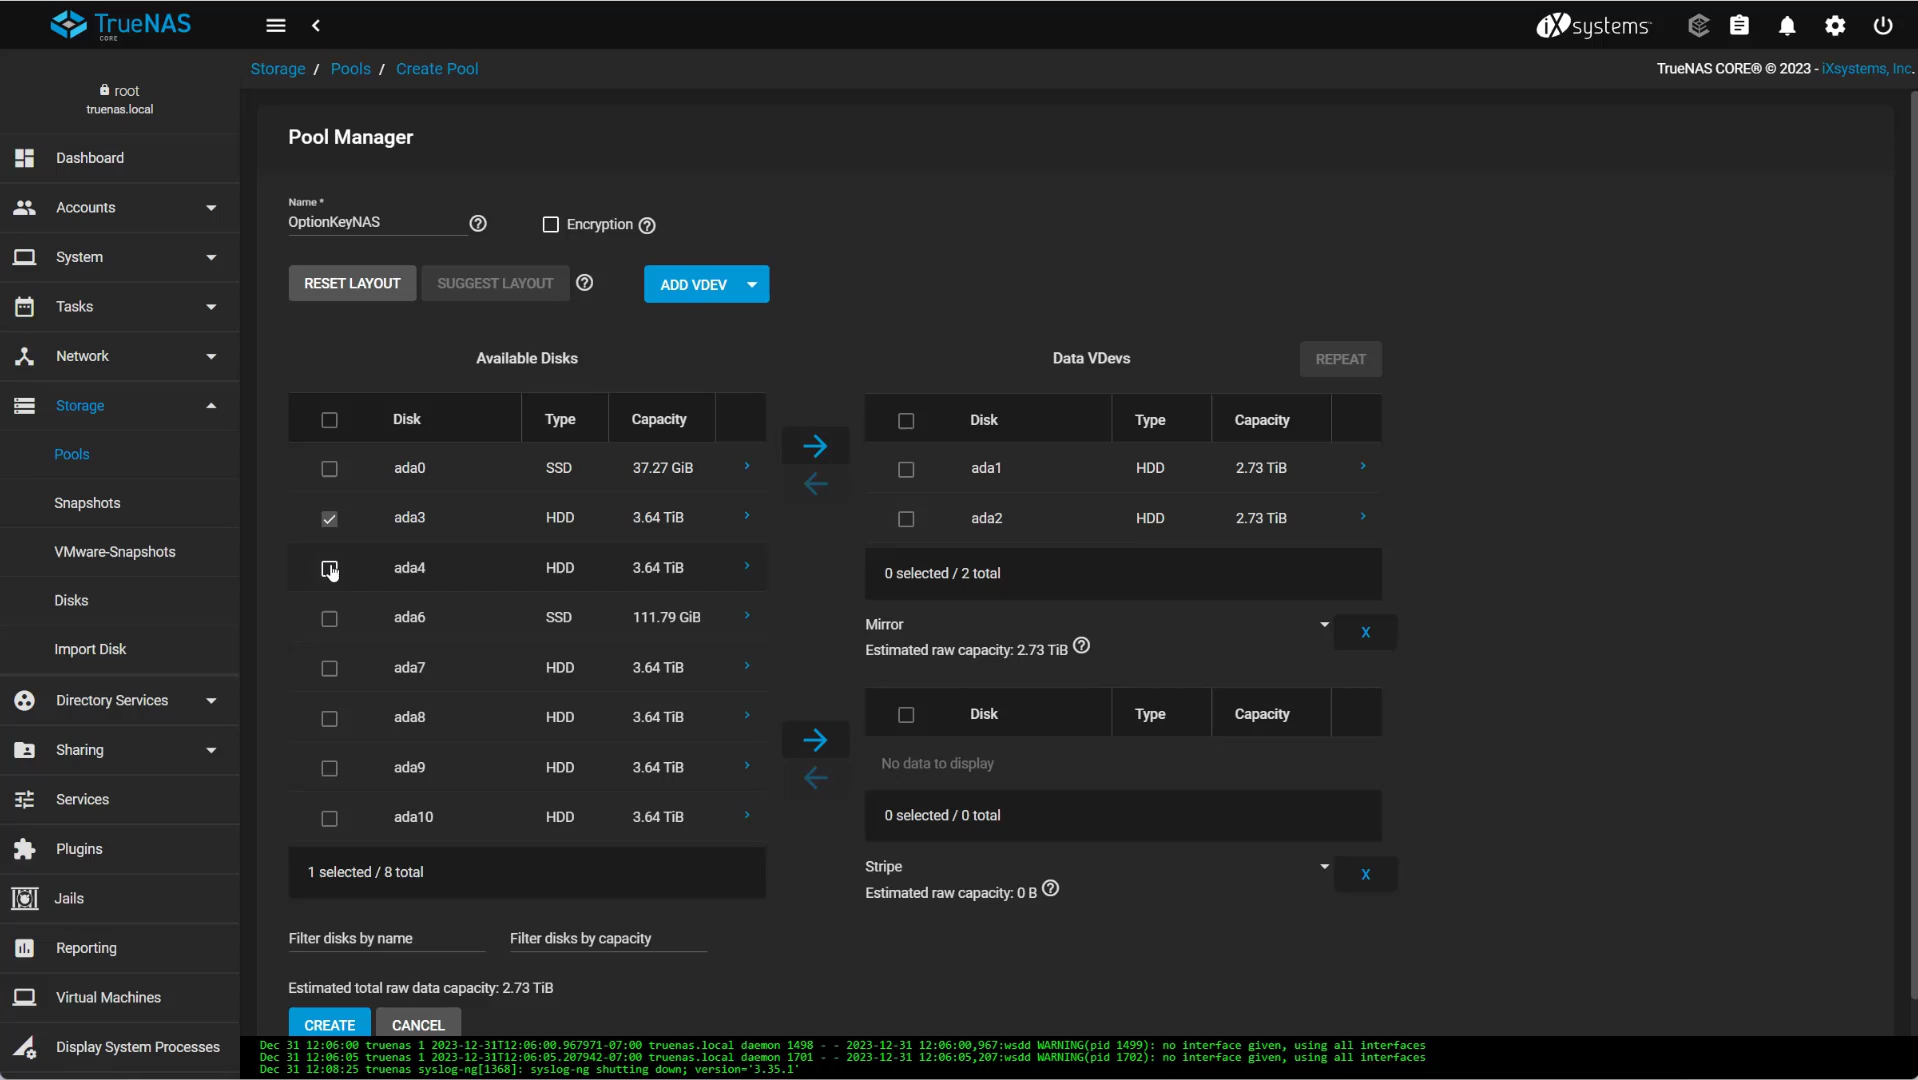 TrueNAS
CORE
iXsystems
Storage / Pools / Create Pool
TrueNAS CORE® © 2023 - iXsystems, Inc.
root
truenas.local
Dashboard
Accounts
System
Tasks
Network
Storage
Pools
Snapshots
VMware-Snapshots
Disks
Import Disk
Directory Services
Sharing
Services
Plugins
Jails
Reporting
Virtual Machines
Display System Processes
Pool Manager
Name *
OptionKeyNAS
Encryption
RESET LAYOUT
SUGGEST LAYOUT
ADD VDEV
Available Disks
Disk Type Capacity
ada0 SSD 37.27 GiB
ada3 HDD 3.64 TiB
ada4 HDD 3.64 TiB
ada6 SSD 111.79 GiB
ada7 HDD 3.64 TiB
ada8 HDD 3.64 TiB
ada9 HDD 3.64 TiB
ada10 HDD 3.64 TiB
1 selected / 8 total
Filter disks by name
Filter disks by capacity
Data VDevs
REPEAT
Disk Type Capacity
ada1 HDD 2.73 TiB
ada2 HDD 2.73 TiB
0 selected / 2 total
Mirror
X
Estimated raw capacity: 2.73 TiB
Disk Type Capacity
No data to display
0 selected / 0 total
Stripe
X
Estimated raw capacity: 0 B
Estimated total raw data capacity: 2.73 TiB
CREATE
CANCEL
Dec 31 12:06:00 truenas 1 2023-12-31T12:06:00.967971-07:00 truenas.local daemon 1498 - - 2023-12-31 12:06:00,967:wsdd WARNING(pid 1499): no interface given, using all interfaces
Dec 31 12:06:05 truenas 1 2023-12-31T12:06:05.207942-07:00 truenas.local daemon 1701 - - 2023-12-31 12:06:05,207:wsdd WARNING(pid 1702): no interface given, using all interfaces
Dec 31 12:08:25 truenas syslog-ng[1368]: syslog-ng shutting down; version='3.35.1'